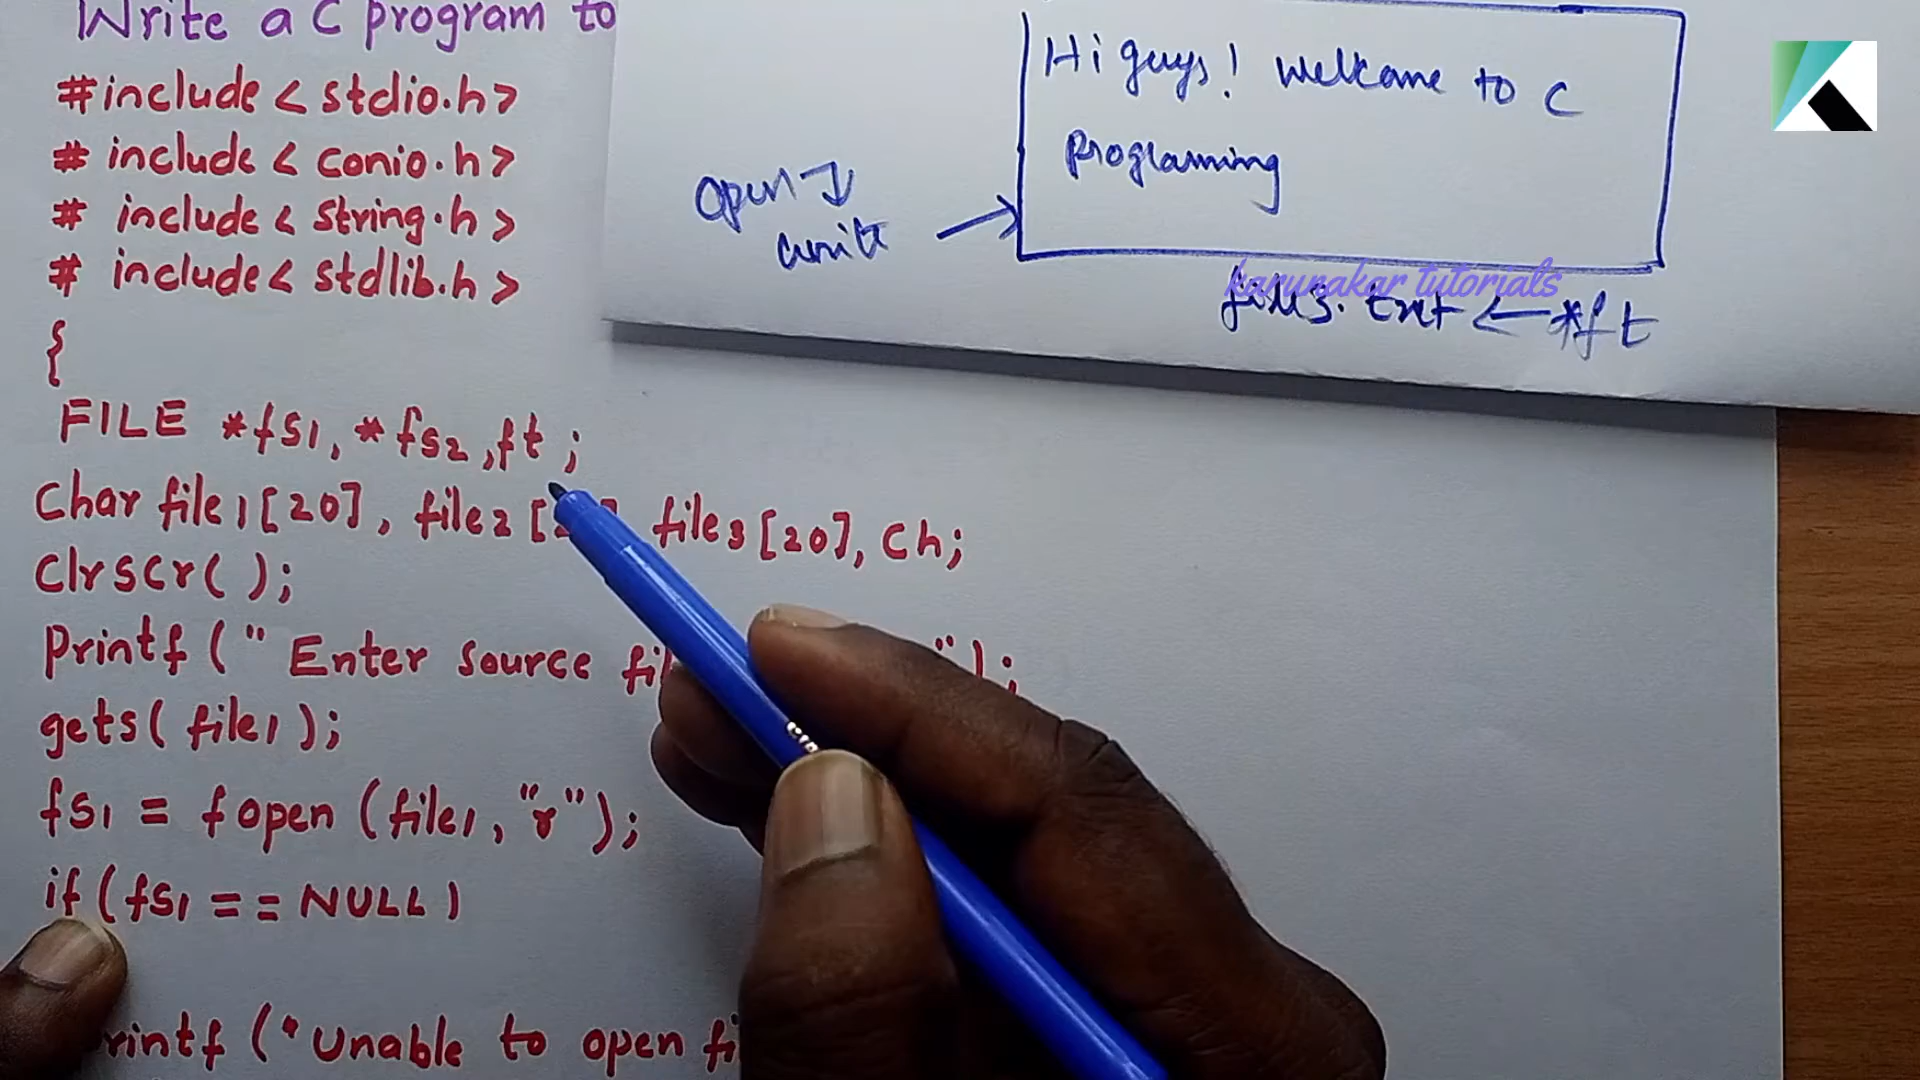 Write a C program to
#include < stdio.h>
# include < conio.h>
# include < string.h>
# include < stdlib.h>
{
FILE *fs1, *fs2, ft ;
Char file1[20], file2[ file3[20], Ch;
Clrscr( );
Printf (" Enter source ");
gets( file1 );
fs1 = fopen (file1, "r");
if (fs1 == NULL )
rintf (" Unable to open
Hi guys! Welcome to C
Programing
open
write
karunakar tutorials
file3. txt ← *ft